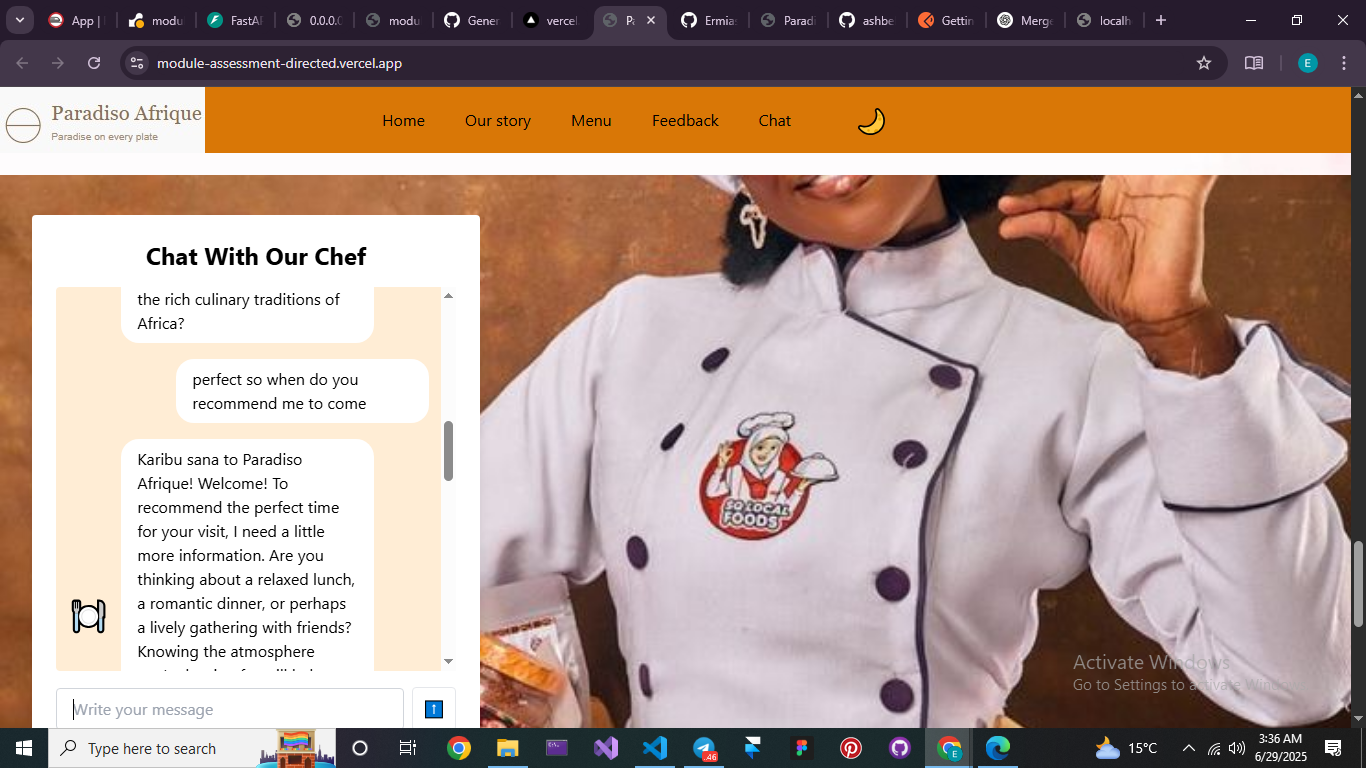 App |
modu
FastAF
0.0.0.0
modu
Gener
vercel
Pa
Ermia
Paradi
ashbe
Gettin
Merge
localh
module-assessment-directed.vercel.app
E
Paradiso Afrique
Paradise on every plate
Home
Our story
Menu
Feedback
Chat
Chat With Our Chef
the rich culinary traditions of
Africa?
perfect so when do you
recommend me to come
Karibu sana to Paradiso
Afrique! Welcome! To
recommend the perfect time
for your visit, I need a little
more information. Are you
thinking about a relaxed lunch,
a romantic dinner, or perhaps
a lively gathering with friends?
Knowing the atmosphere
Write your message
SQ LOCAL
FOODS
Activate Windows
Go to Settings to activate Windows.
Type here to search
.46
E
15°C
3:36 AM
6/29/2025